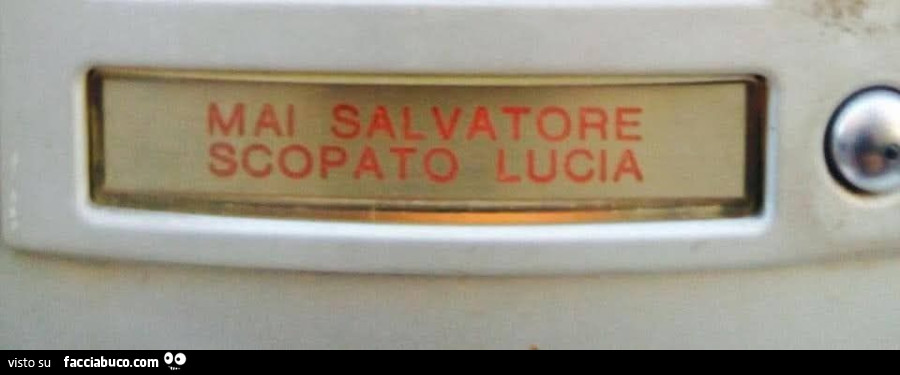 MAI SALVATORE
SCOPATO LUCIA
visto su facciabuco.com